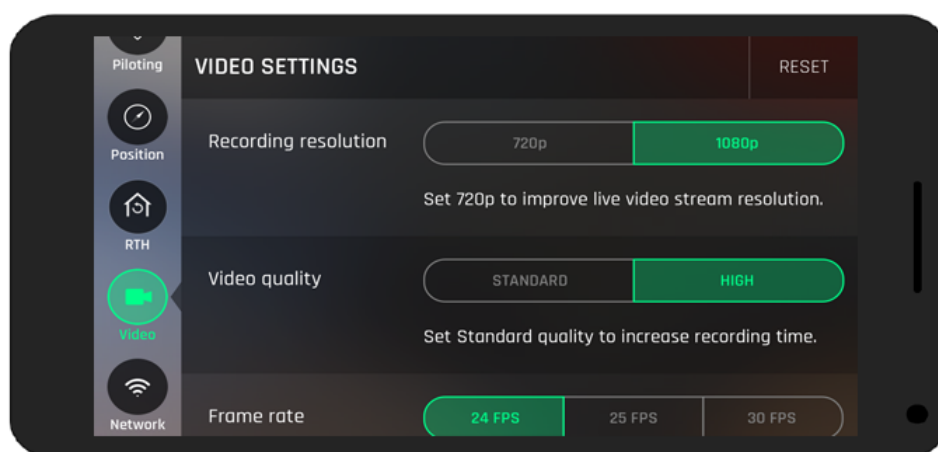 Piloting
VIDEO SETTINGS
RESET
Position
Recording resolution
720p
1080p
Set 720p to improve live video stream resolution.
RTH
Video quality
STANDARD
HIGH
Video
Set Standard quality to increase recording time.
Network
Frame rate
24 FPS
25 FPS
30 FPS